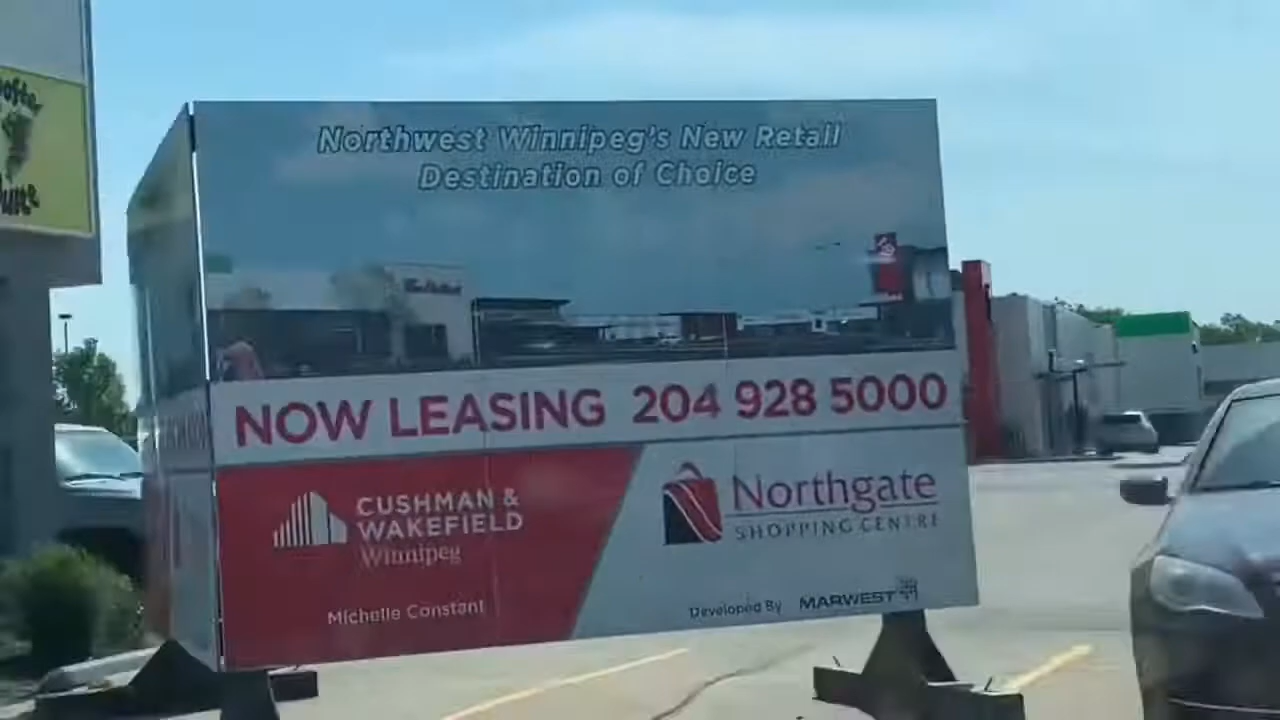 Northwest Winnipeg's New Retail
Destination of Choice
NOW LEASING 204 928 5000
CUSHMAN &
WAKEFIELD
Winnipeg
Michelle Constant
Northgate
SHOPPING CENTRE
Developed By MARWEST